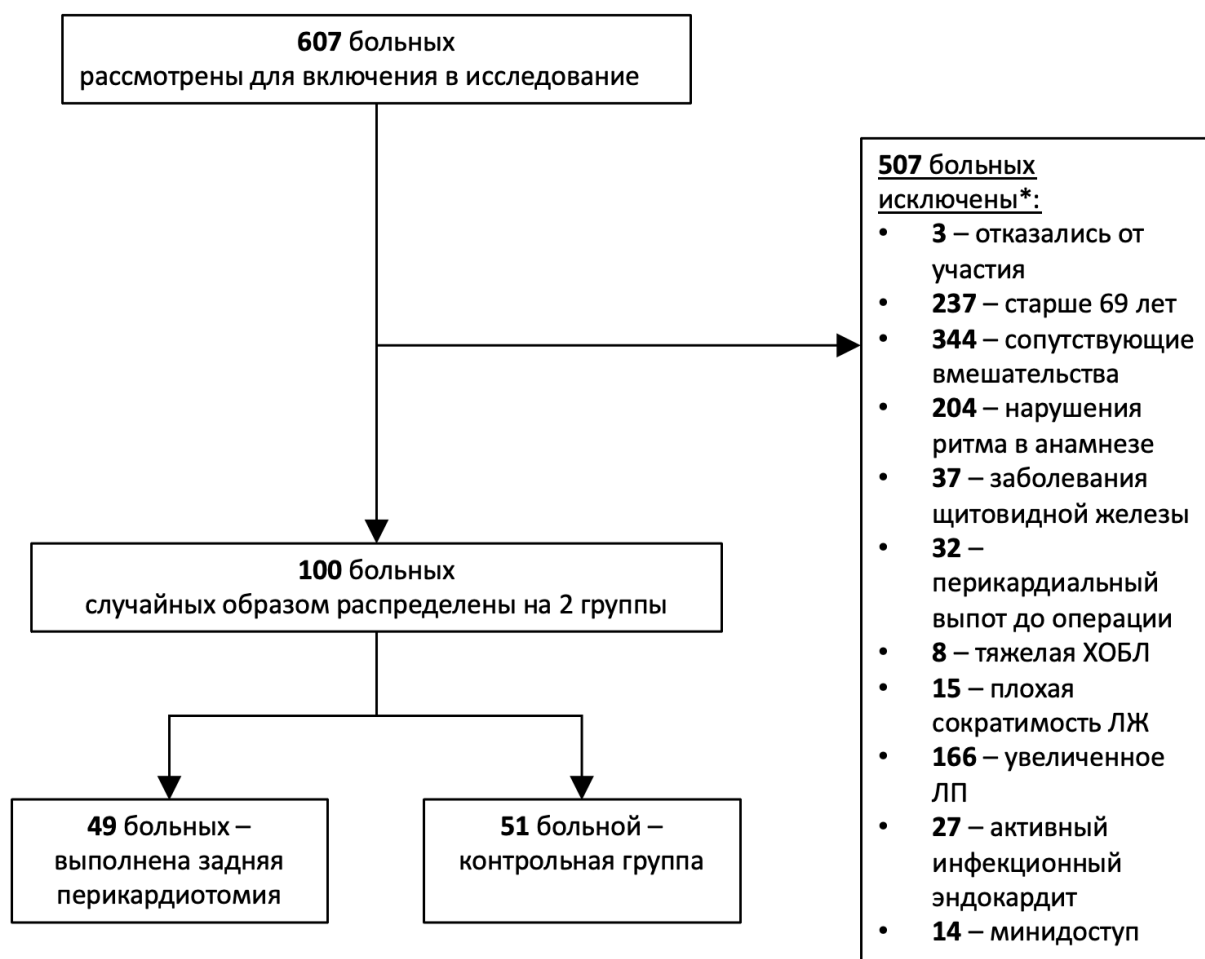 607 больных
рассмотрены для включения в исследование
507 больных
исключены*:
• 3 – отказались от
участия
• 237 – старше 69 лет
• 344 – сопутствующие
вмешательства
• 204 – нарушения
ритма в анамнезе
• 37 – заболевания
щитовидной железы
• 32 –
перикардиальный
выпот до операции
• 8 – тяжелая ХОБЛ
• 15 – плохая
сократимость ЛЖ
• 166 – увеличенное
ЛП
• 27 – активный
инфекционный
эндокардит
• 14 – минидоступ
100 больных
случайных образом распределены на 2 группы
49 больных –
выполнена задняя
перикардиотомия
51 больной –
контрольная группа